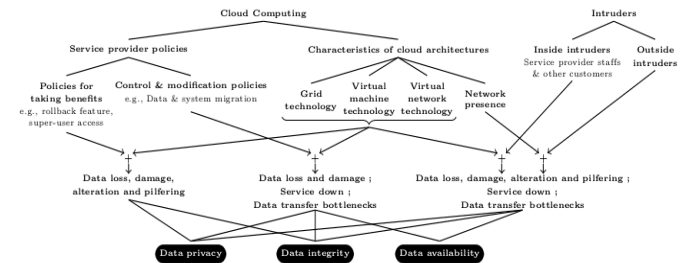 Cloud Computing
Intruders
Service provider policies
Characteristics of cloud architectures
Inside intruders
Service provider staffs
& other customers
Outside
intruders
Policies for
taking benefits
e.g., rollback feature,
super-user access
Control & modification policies
e.g., Data & system migration
Grid
technology
Virtual
machine
technology
Virtual
network
technology
Network
presence
+
+
+
+
Data loss, damage,
alteration and pilfering
Data loss and damage ;
Service down ;
Data transfer bottlenecks
Data loss, damage, alteration and pilfering ;
Service down ;
Data transfer bottlenecks
Data privacy
Data integrity
Data availability